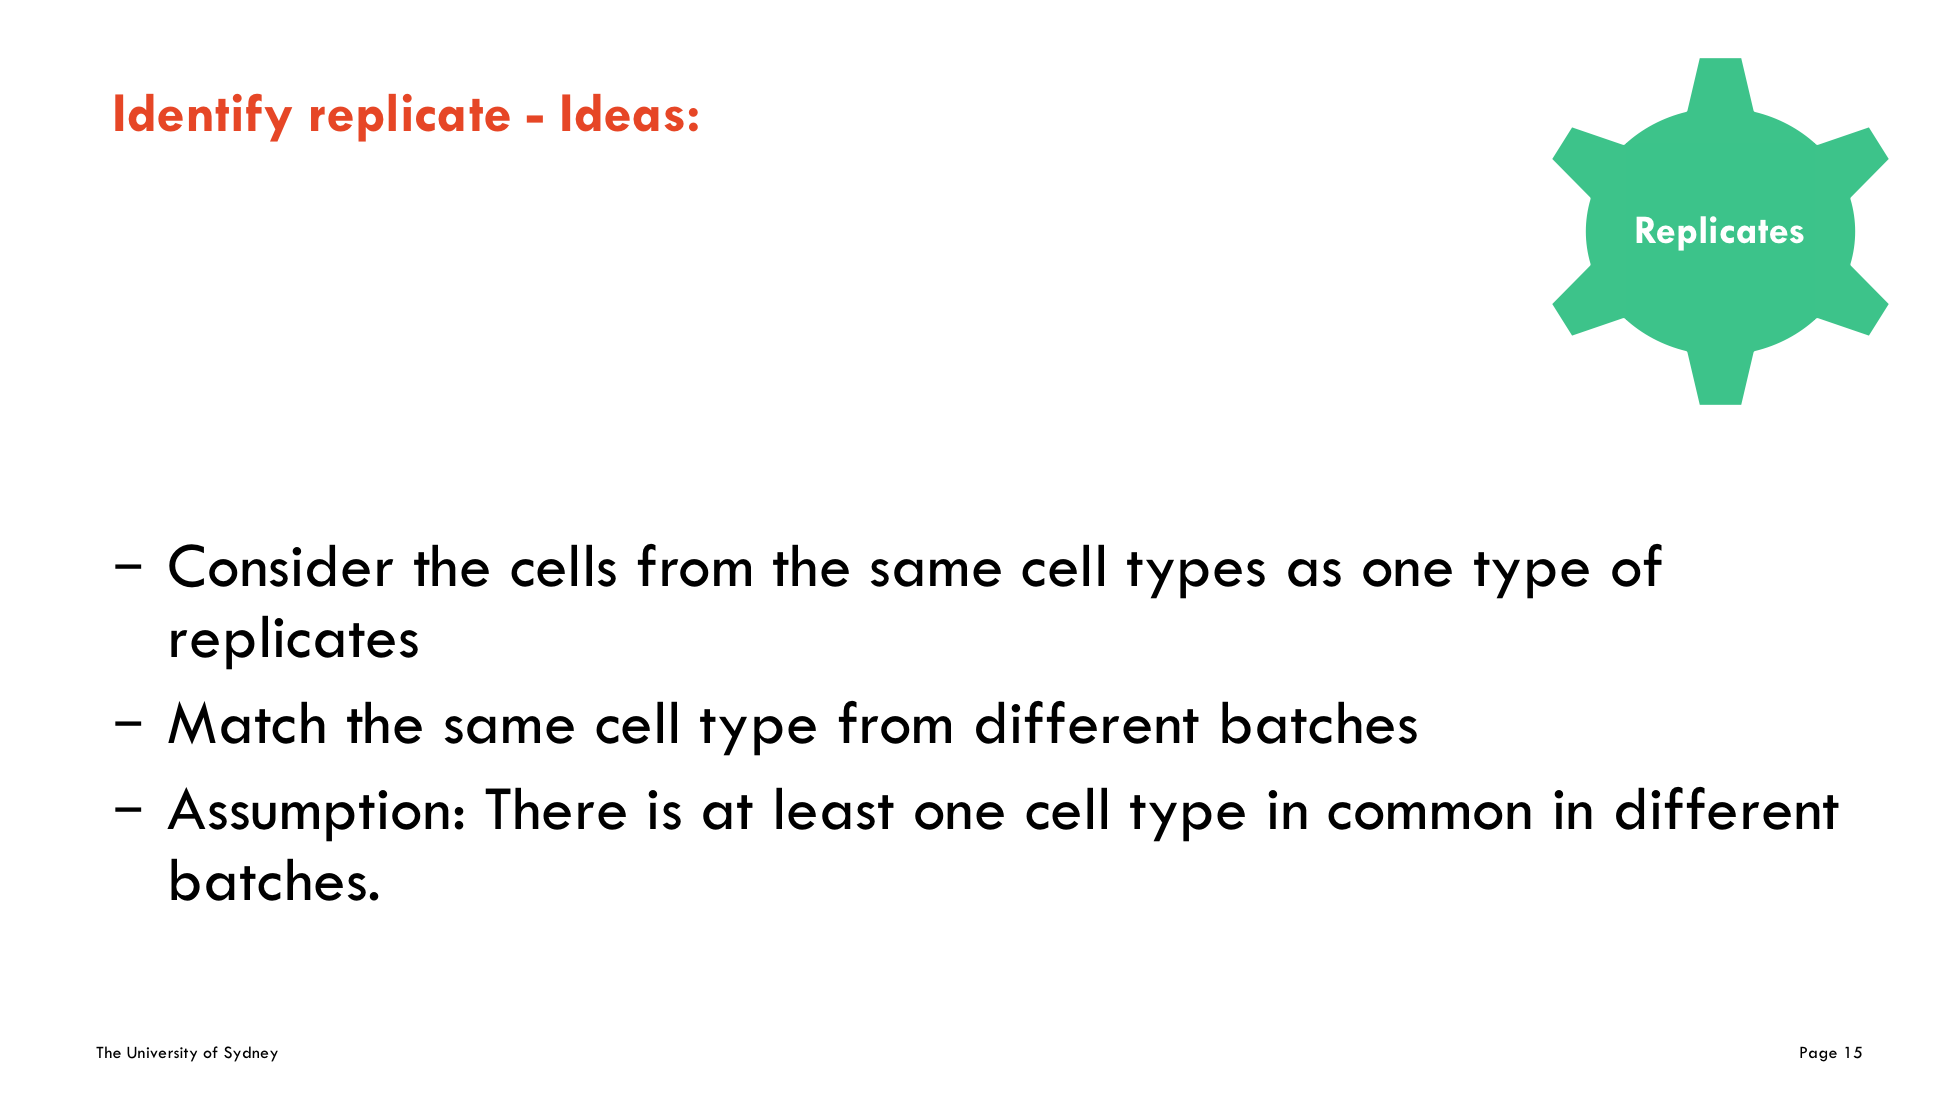 Identify replicate - Ideas:
Replicates
– Consider the cells from the same cell types as one type of
replicates
– Match the same cell type from different batches
– Assumption: There is at least one cell type in common in different
batches.
The University of Sydney
Page 15